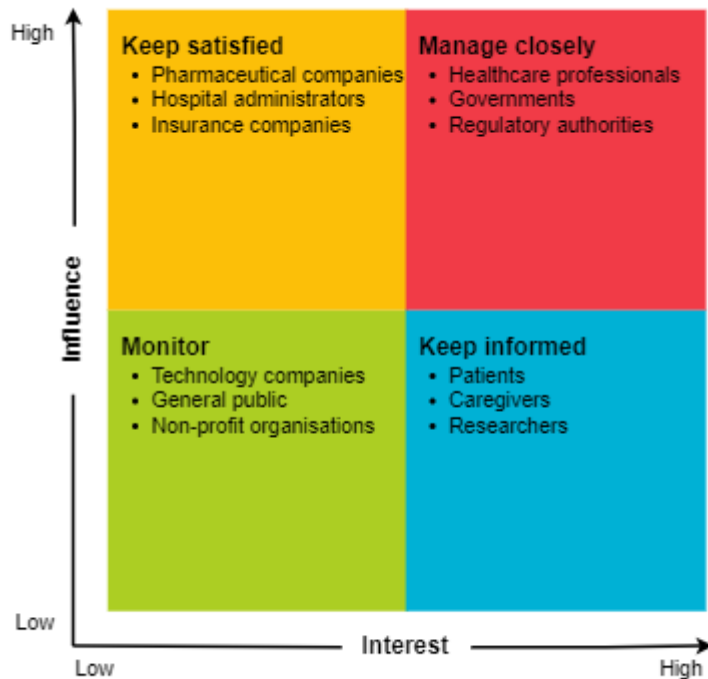 High
Keep satisfied
• Pharmaceutical companies
• Hospital administrators
• Insurance companies
Manage closely
• Healthcare professionals
• Governments
• Regulatory authorities
Influence
Monitor
• Technology companies
• General public
• Non-profit organisations
Keep informed
• Patients
• Caregivers
• Researchers
Low
Low
Interest
High